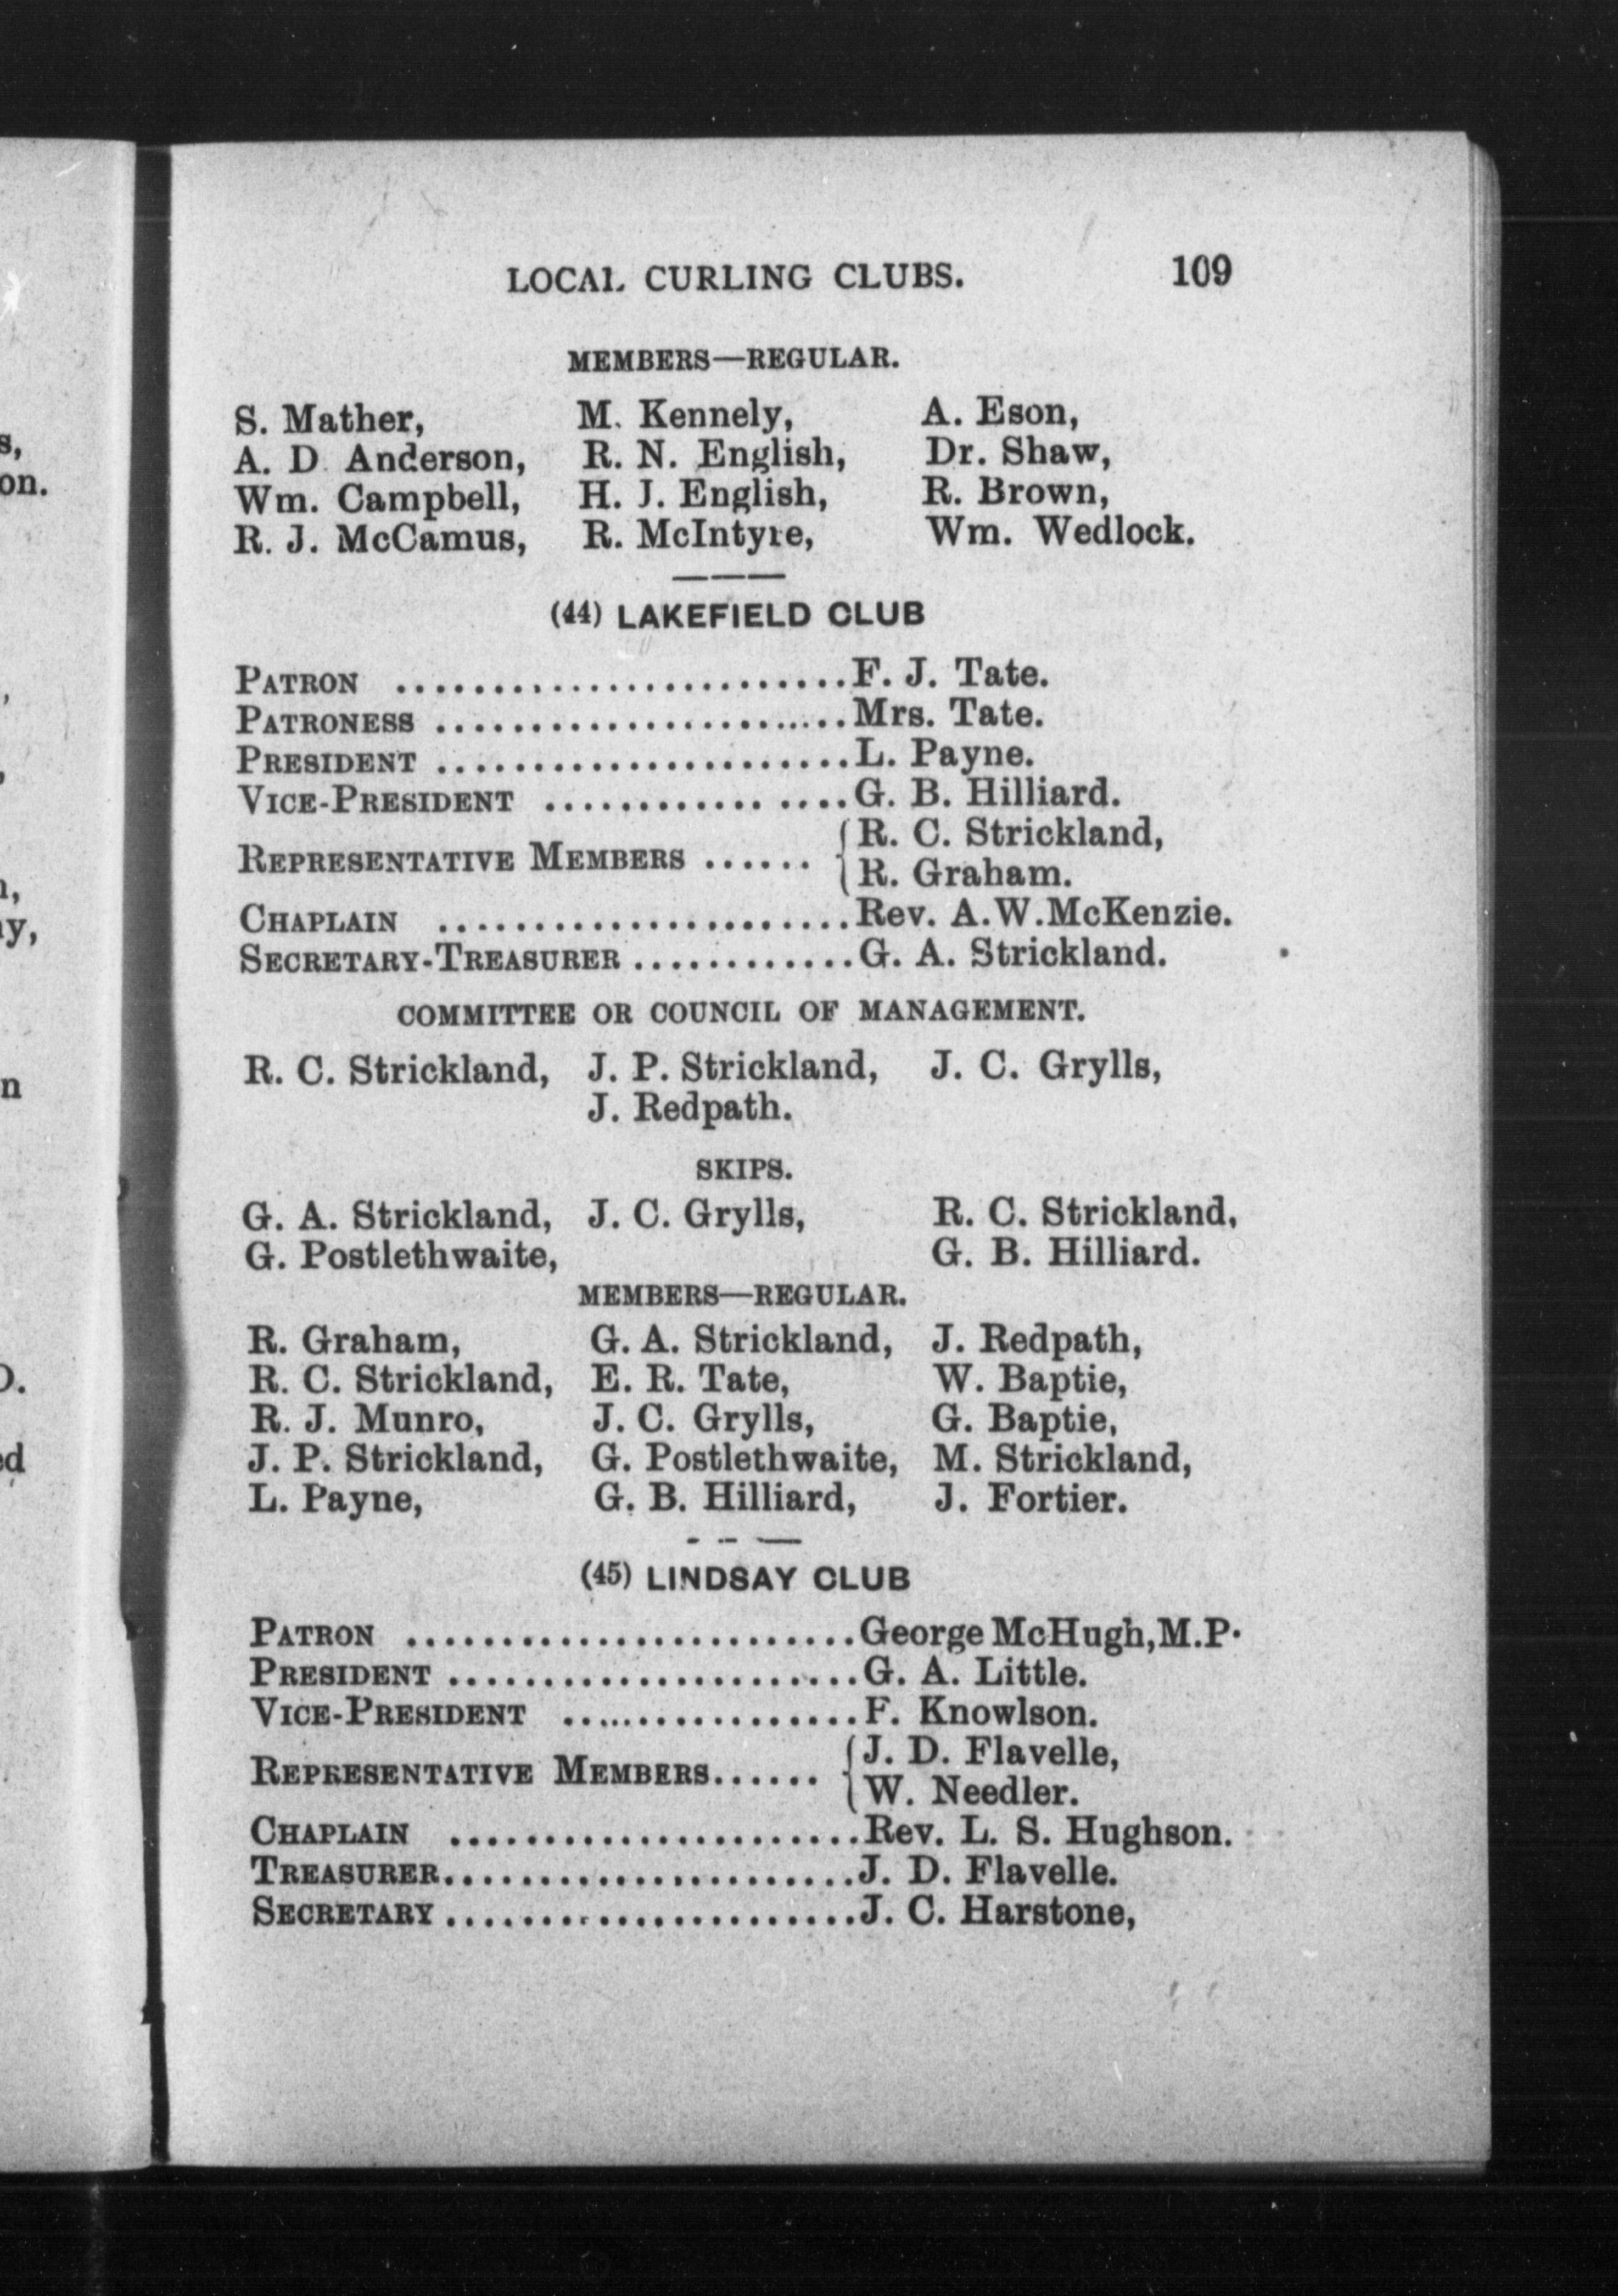 LOCAL CURLING CLUBS. 109
MEMBERS—REGULAR.
S. Mather, M. Kennely, A. Eson,
A. D. Anderson, R. N. English, Dr. Shaw,
Wm. Campbell, H. J. English, R. Brown,
R. J. McCamus, R. McIntyre, Wm. Wedlock.
(44) LAKEFIELD CLUB
PATRON ........................F. J. Tate.
PATRONESS ......................Mrs. Tate.
PRESIDENT ......................L. Payne.
VICE-PRESIDENT ............ ....G. B. Hilliard.
REPRESENTATIVE MEMBERS ...... { R. C. Strickland,
R. Graham.
CHAPLAIN ......................Rev. A.W.McKenzie.
SECRETARY-TREASURER ............G. A. Strickland.
COMMITTEE OR COUNCIL OF MANAGEMENT.
R. C. Strickland, J. P. Strickland, J. C. Grylls,
J. Redpath.
SKIPS.
G. A. Strickland, J. C. Grylls, R. C. Strickland,
G. Postlethwaite, G. B. Hilliard.
MEMBERS—REGULAR.
R. Graham, G. A. Strickland, J. Redpath,
R. C. Strickland, E. R. Tate, W. Baptie,
R. J. Munro, J. C. Grylls, G. Baptie,
J. P. Strickland, G. Postlethwaite, M. Strickland,
L. Payne, G. B. Hilliard, J. Fortier.
(45) LINDSAY CLUB
PATRON ........................George McHugh,M.P.
PRESIDENT ......................G. A. Little.
VICE-PRESIDENT ................F. Knowlson.
REPRESENTATIVE MEMBERS...... { J. D. Flavelle,
W. Needler.
CHAPLAIN ......................Rev. L. S. Hughson.
TREASURER......................J. D. Flavelle.
SECRETARY ......................J. C. Harstone,